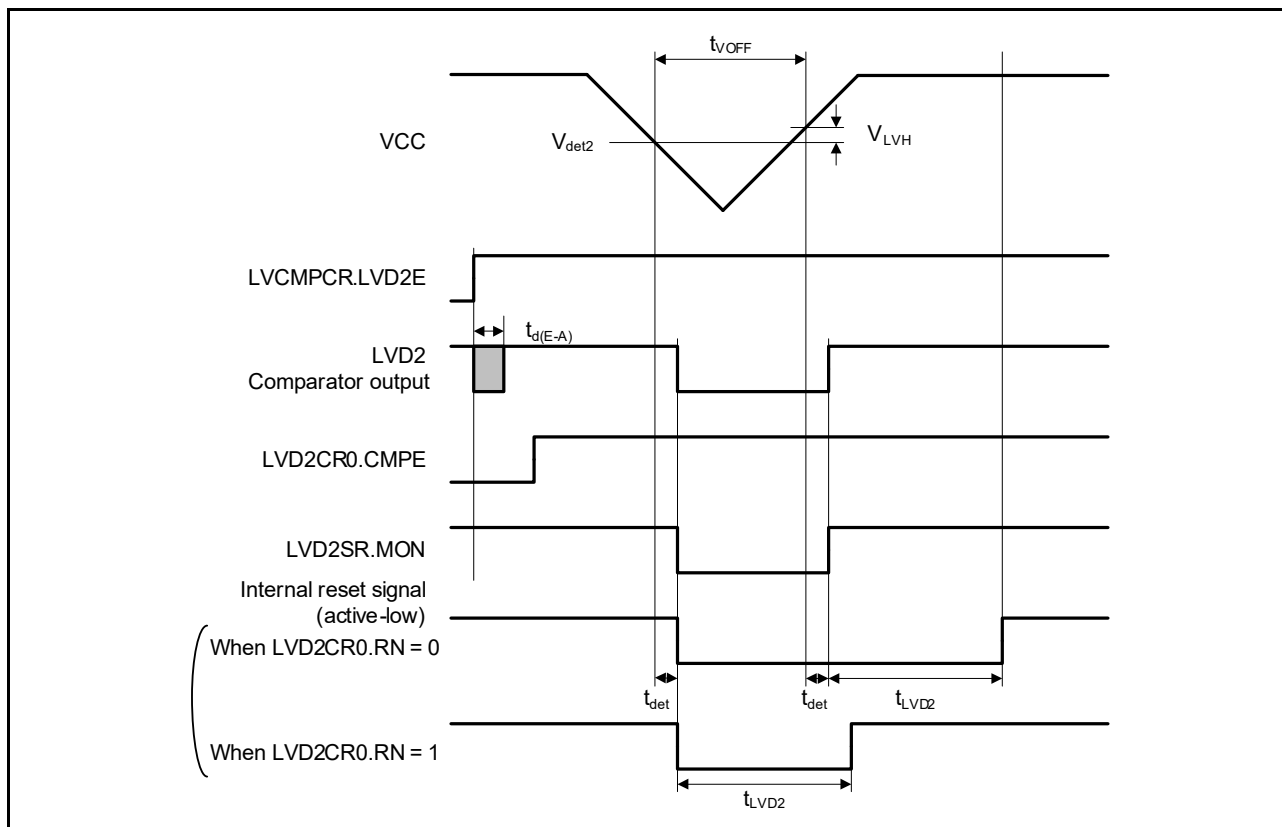 tVOFF
VCC
Vdet2
VLVH
LVCMPCR.LVD2E
td(E-A)
LVD2
Comparator output
LVD2CR0.CMPE
LVD2SR.MON
Internal reset signal
(active-low)
When LVD2CR0.RN = 0
tdet
tdet
tLVD2
When LVD2CR0.RN = 1
tLVD2